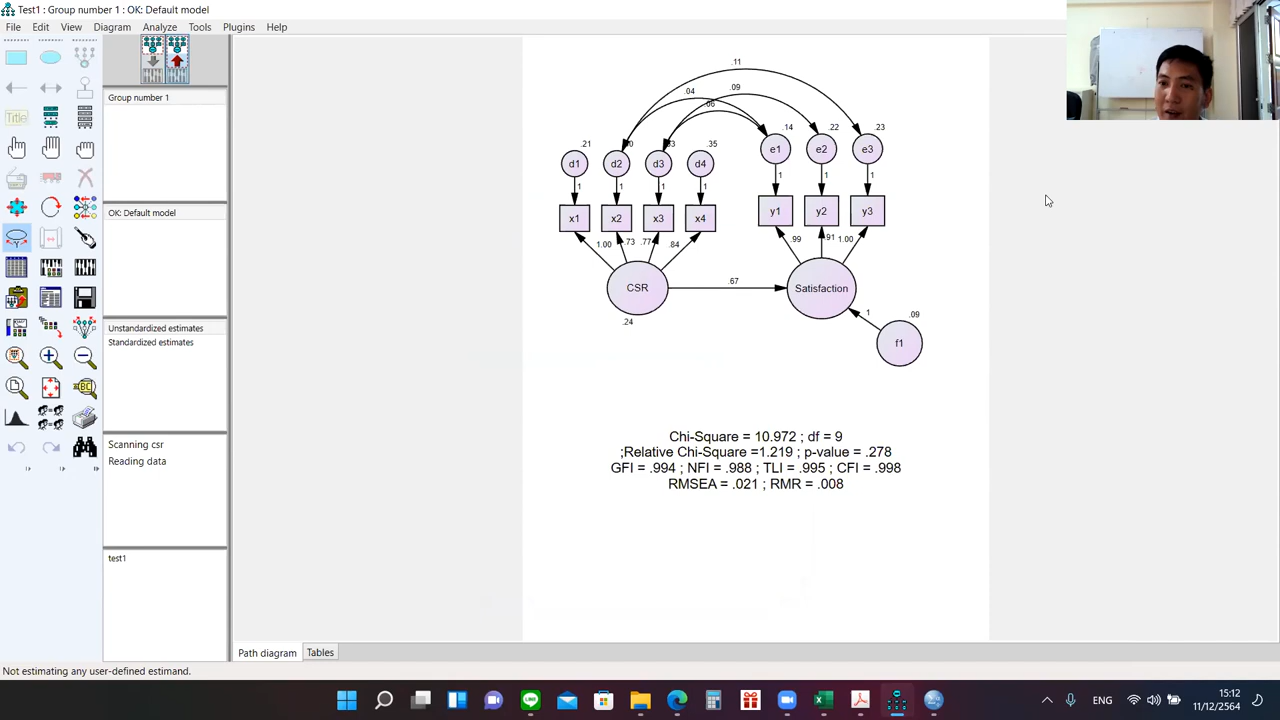 Test1 : Group number 1 : OK: Default model
File Edit View Diagram Analyze Tools Plugins Help
Title
BC
Group number 1
OK: Default model
Unstandardized estimates
Standardized estimates
Scanning csr
Reading data
test1
.11
.04 .09
.06
.14 .22 .23
.21 .35
d1 d2 d3 d4 e1 e2 e3
1 1 1 1 1 1 1
x1 x2 x3 x4 y1 y2 y3
1.00 .73 .77 .84 .99 .91 1.00
CSR .67 Satisfaction
.24 1 .09
f1
Chi-Square = 10.972 ; df = 9
;Relative Chi-Square =1.219 ; p-value = .278
GFI = .994 ; NFI = .988 ; TLI = .995 ; CFI = .998
RMSEA = .021 ; RMR = .008
Path diagram Tables
Not estimating any user-defined estimand.
ENG
15:12
11/12/2564